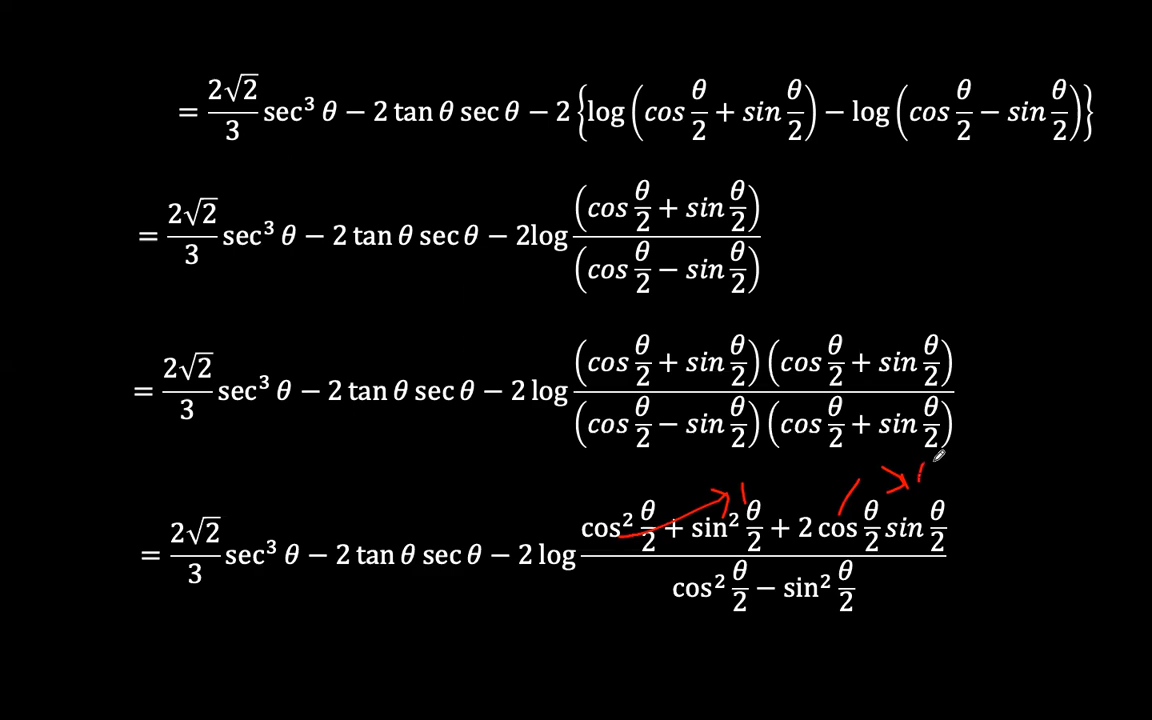 = 2√2/3 sec³ θ − 2 tan θ sec θ − 2 {log (cos θ/2 + sin θ/2) − log (cos θ/2 − sin θ/2)}
= 2√2/3 sec³ θ − 2 tan θ sec θ − 2log (cos θ/2 + sin θ/2)/(cos θ/2 − sin θ/2)
= 2√2/3 sec³ θ − 2 tan θ sec θ − 2 log (cos θ/2 + sin θ/2)(cos θ/2 + sin θ/2)/(cos θ/2 − sin θ/2)(cos θ/2 + sin θ/2)
1
= 2√2/3 sec³ θ − 2 tan θ sec θ − 2 log (cos² θ/2 + sin² θ/2 + 2 cos θ/2 sin θ/2)/(cos² θ/2 − sin² θ/2)